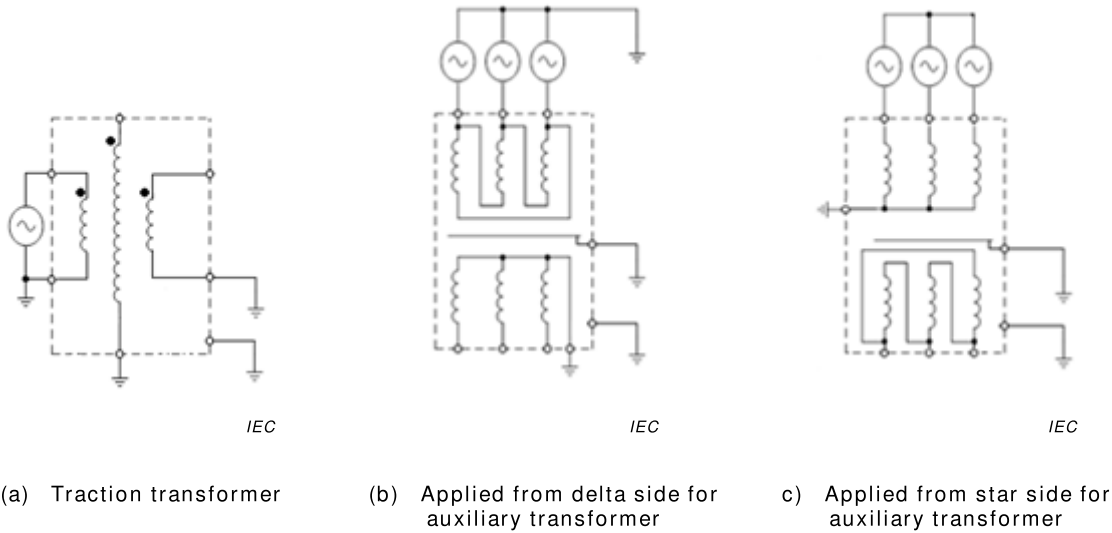 IEC
IEC
IEC
(a) Traction transformer
(b) Applied from delta side for
auxiliary transformer
c) Applied from star side for
auxiliary transformer